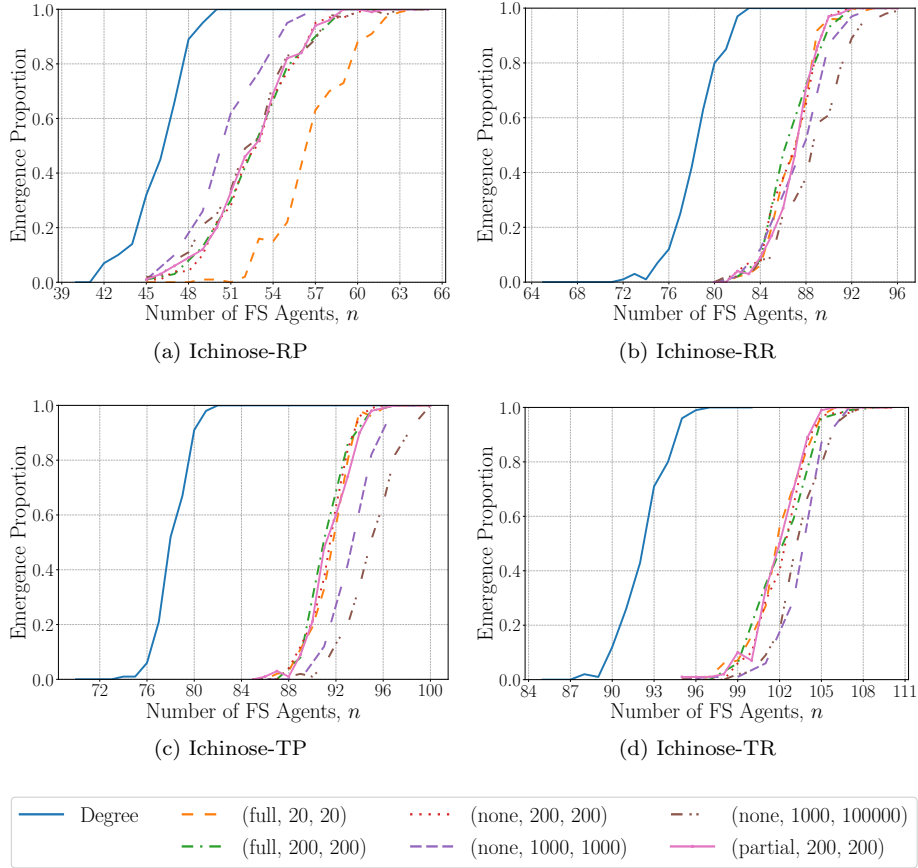 1.0
0.8
0.6
0.4
0.2
0.0
Emergence Proportion
39 42 45 48 51 54 57 60 63 66
Number of FS Agents, n
(a) Ichinose-RP
1.0
0.8
0.6
0.4
0.2
0.0
Emergence Proportion
64 68 72 76 80 84 88 92 96
Number of FS Agents, n
(b) Ichinose-RR
1.0
0.8
0.6
0.4
0.2
0.0
Emergence Proportion
72 76 80 84 88 92 96 100
Number of FS Agents, n
(c) Ichinose-TP
1.0
0.8
0.6
0.4
0.2
0.0
Emergence Proportion
84 87 90 93 96 99 102 105 108 111
Number of FS Agents, n
(d) Ichinose-TR
Degree (full, 20, 20) (none, 200, 200) (none, 1000, 100000)
(full, 200, 200) (none, 1000, 1000) (partial, 200, 200)